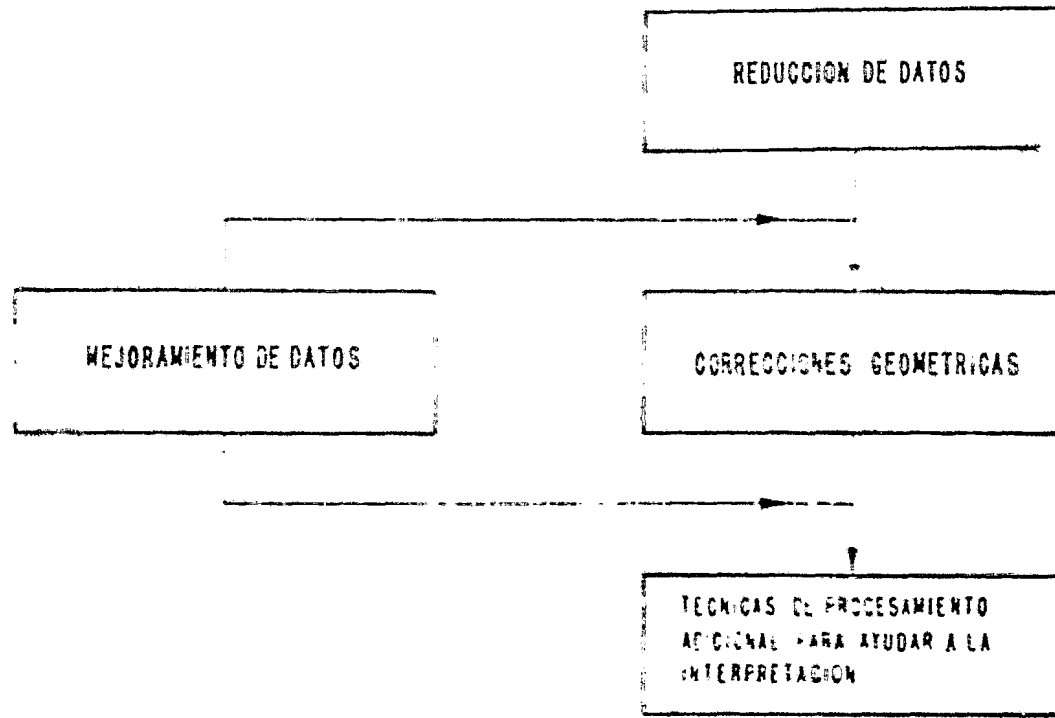 REDUCCION DE DATOS
MEJORAMIENTO DE DATOS
CORRECCIONES GEOMETRICAS
TECNICAS DE PROCESAMIENTO
ADICIONAL PARA AYUDAR A LA
INTERPRETACION